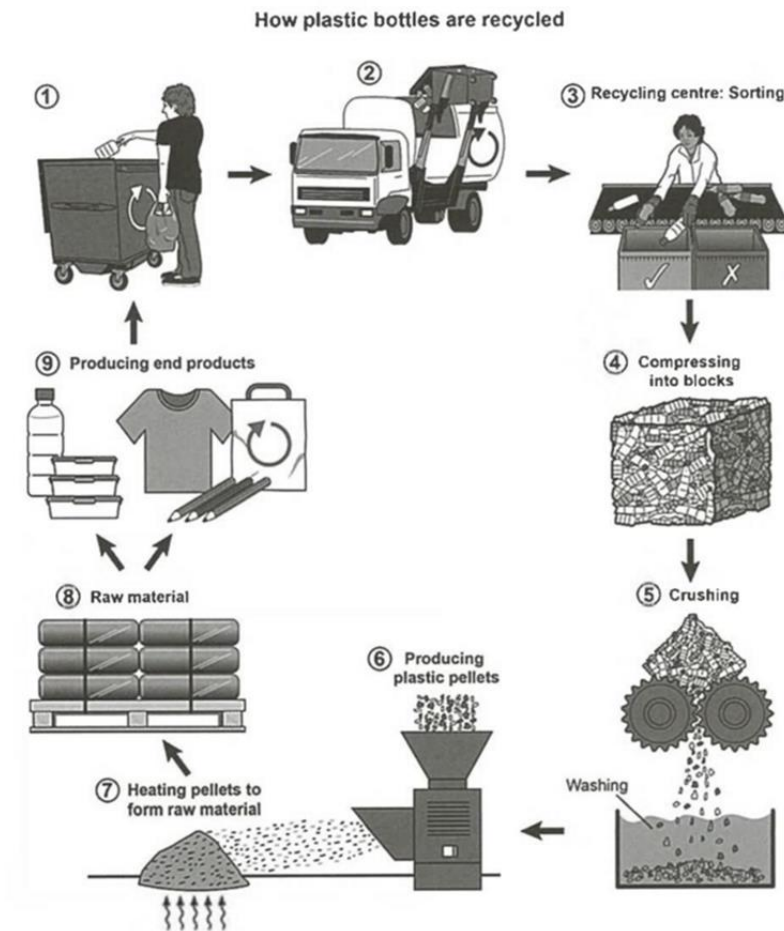 How plastic bottles are recycled
①
②
③ Recycling centre: Sorting
④ Compressing
into blocks
⑤ Crushing
Washing
⑥ Producing
plastic pellets
⑦ Heating pellets to
form raw material
⑧ Raw material
⑨ Producing end products